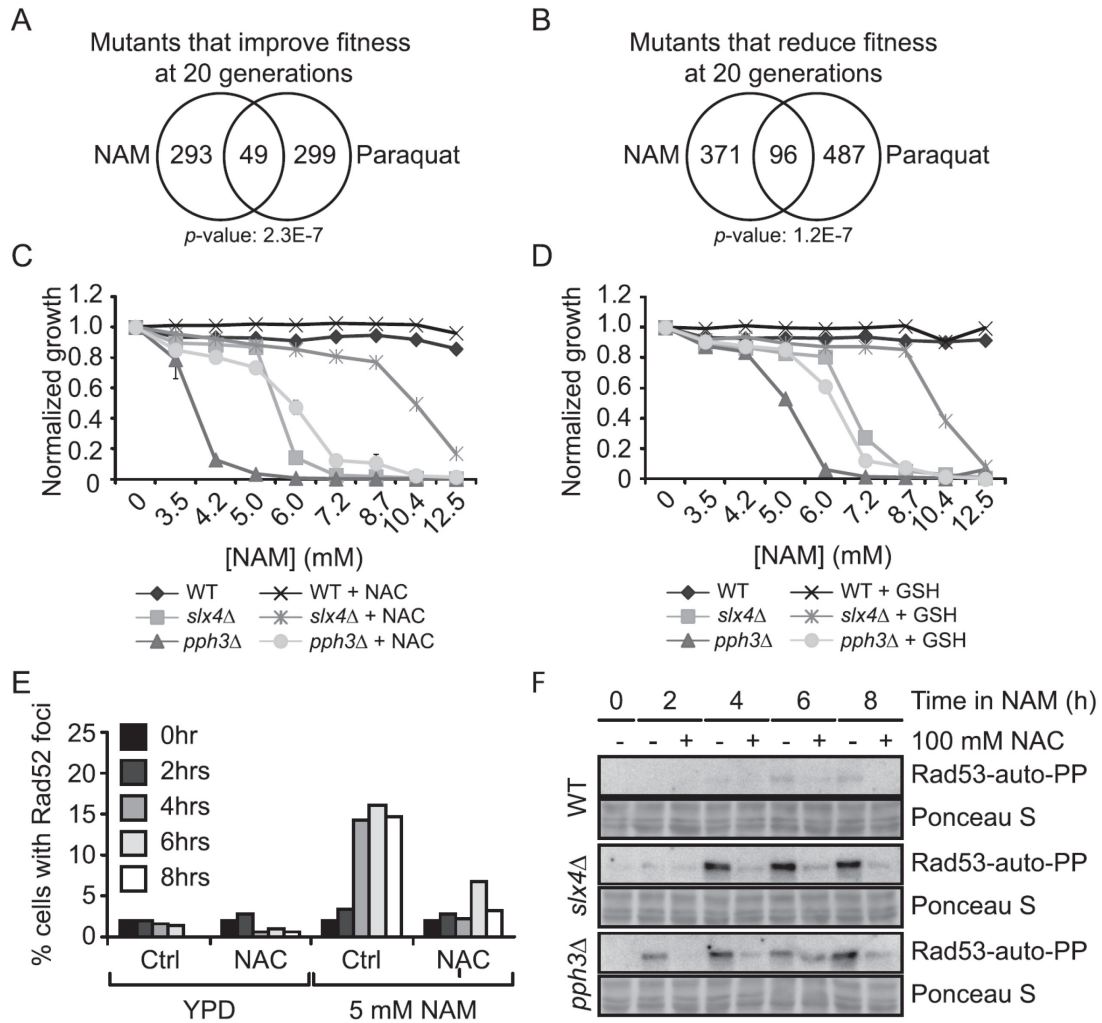 A
Mutants that improve fitness
at 20 generations
NAM 293 49 299 Paraquat
p-value: 2.3E-7
B
Mutants that reduce fitness
at 20 generations
NAM 371 96 487 Paraquat
p-value: 1.2E-7
C
Normalized growth
1.2
1.0
0.8
0.6
0.4
0.2
0
0 3.5 4.2 5.0 6.0 7.2 8.7 10.4 12.5
[NAM] (mM)
WT WT + NAC
slx4Δ slx4Δ + NAC
pph3Δ pph3Δ + NAC
D
Normalized growth
1.2
1.0
0.8
0.6
0.4
0.2
0
0 3.5 4.2 5.0 6.0 7.2 8.7 10.4 12.5
[NAM] (mM)
WT WT + GSH
slx4Δ slx4Δ + GSH
pph3Δ pph3Δ + GSH
E
% cells with Rad52 foci
25
20
15
10
5
0
0hr
2hrs
4hrs
6hrs
8hrs
Ctrl NAC Ctrl NAC
YPD 5 mM NAM
F
0 2 4 6 8 Time in NAM (h)
- - + - + - + - + 100 mM NAC
WT
Rad53-auto-PP
Ponceau S
slx4Δ
Rad53-auto-PP
Ponceau S
pph3Δ
Rad53-auto-PP
Ponceau S